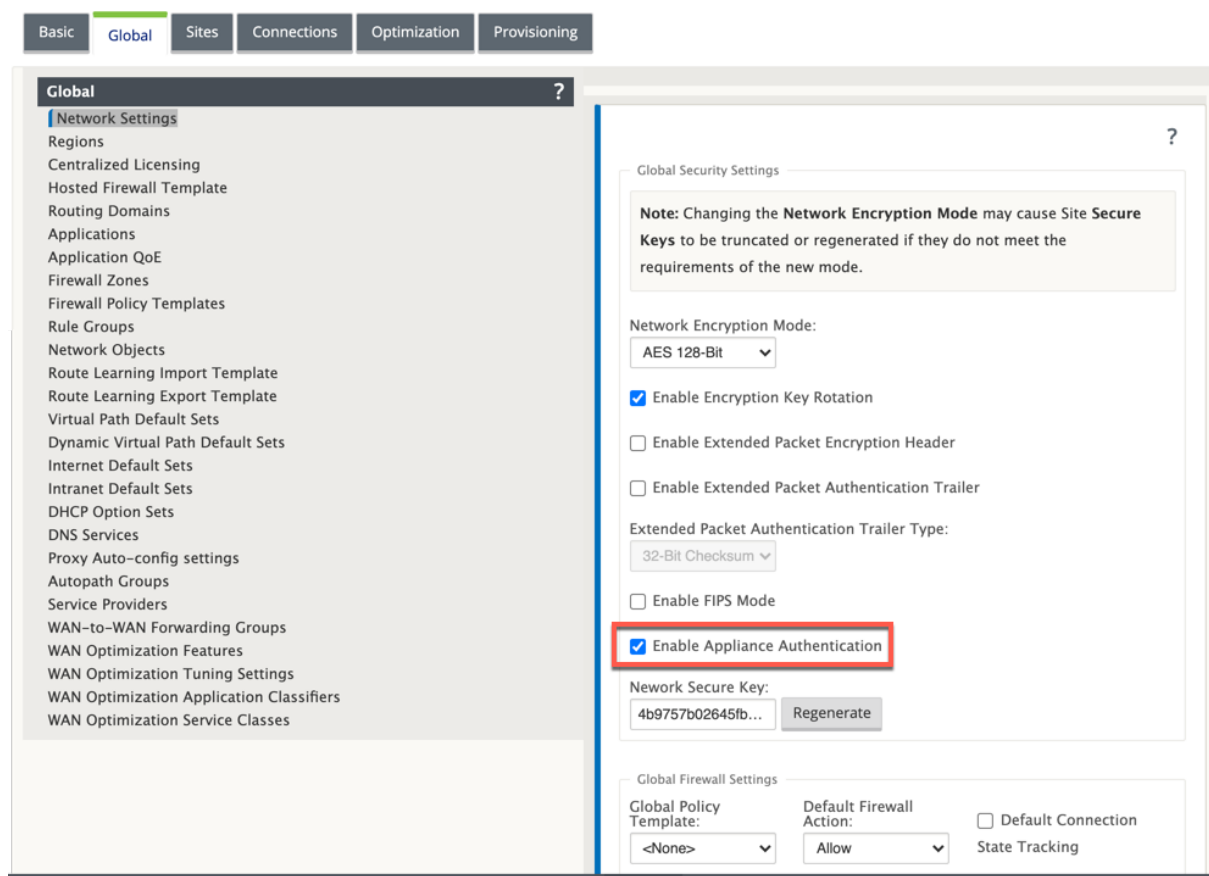 Basic Global Sites Connections Optimization Provisioning
Global ?
Network Settings
Regions
Centralized Licensing
Hosted Firewall Template
Routing Domains
Applications
Application QoE
Firewall Zones
Firewall Policy Templates
Rule Groups
Network Objects
Route Learning Import Template
Route Learning Export Template
Virtual Path Default Sets
Dynamic Virtual Path Default Sets
Internet Default Sets
Intranet Default Sets
DHCP Option Sets
DNS Services
Proxy Auto-config settings
Autopath Groups
Service Providers
WAN-to-WAN Forwarding Groups
WAN Optimization Features
WAN Optimization Tuning Settings
WAN Optimization Application Classifiers
WAN Optimization Service Classes
?
Global Security Settings
Note: Changing the Network Encryption Mode may cause Site Secure
Keys to be truncated or regenerated if they do not meet the
requirements of the new mode.
Network Encryption Mode:
AES 128-Bit
Enable Encryption Key Rotation
Enable Extended Packet Encryption Header
Enable Extended Packet Authentication Trailer
Extended Packet Authentication Trailer Type:
32-Bit Checksum
Enable FIPS Mode
Enable Appliance Authentication
Nework Secure Key:
4b9757b02645fb... Regenerate
Global Firewall Settings
Global Policy
Template:
<None>
Default Firewall
Action:
Allow
Default Connection
State Tracking